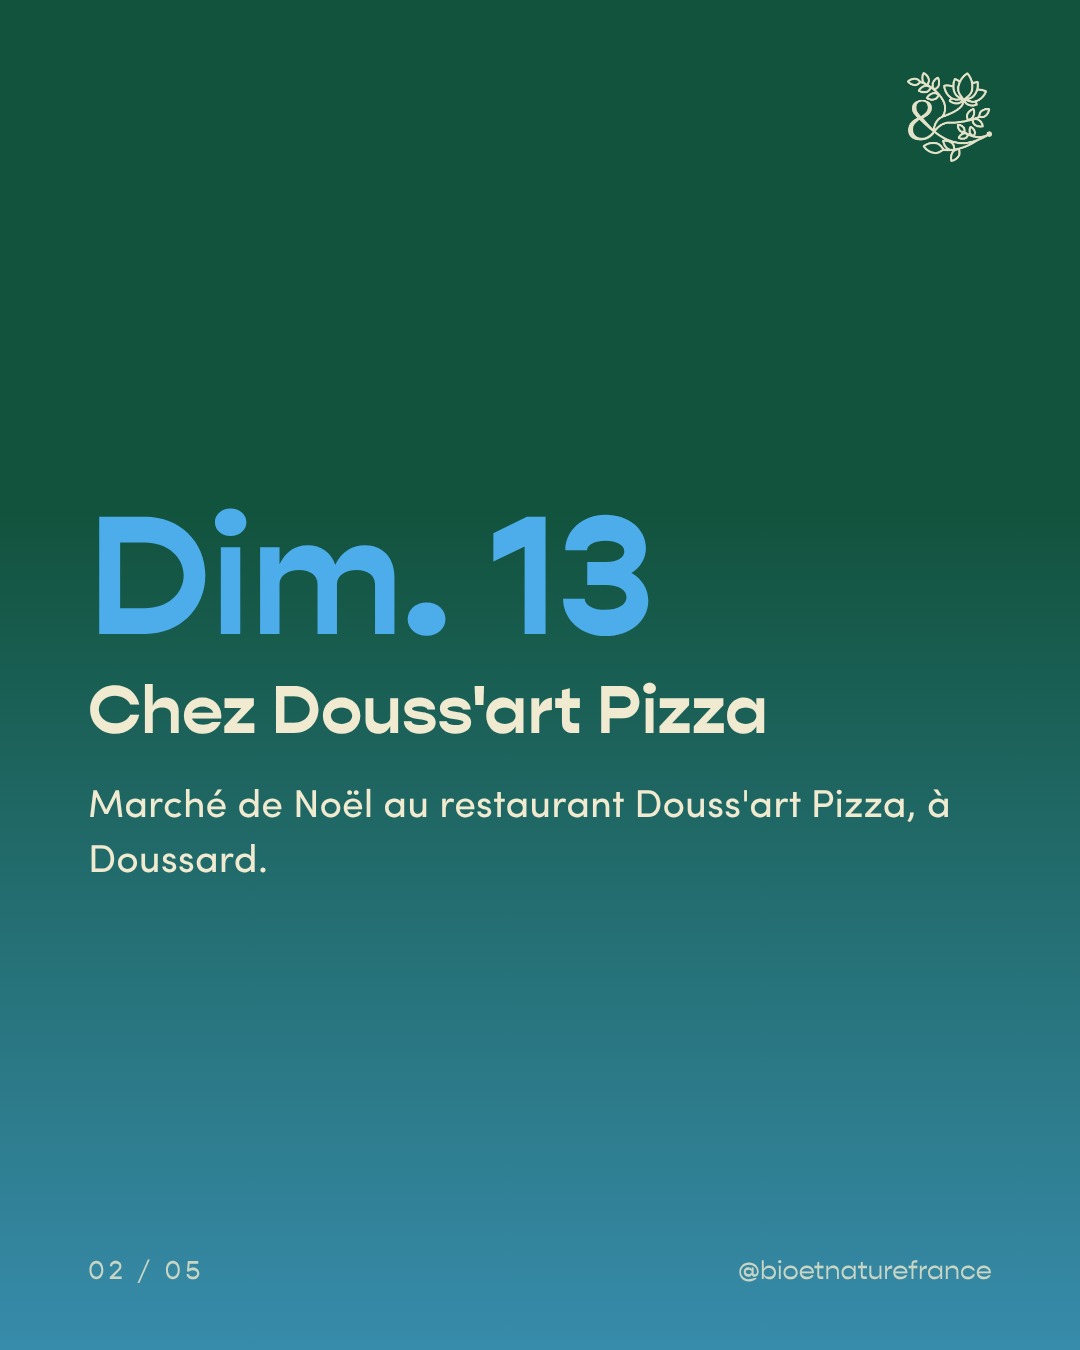 &
Dim. 13
Chez Douss'art Pizza
Marché de Noël au restaurant Douss'art Pizza, à
Doussard.
02 / 05
@bioetnaturefrance